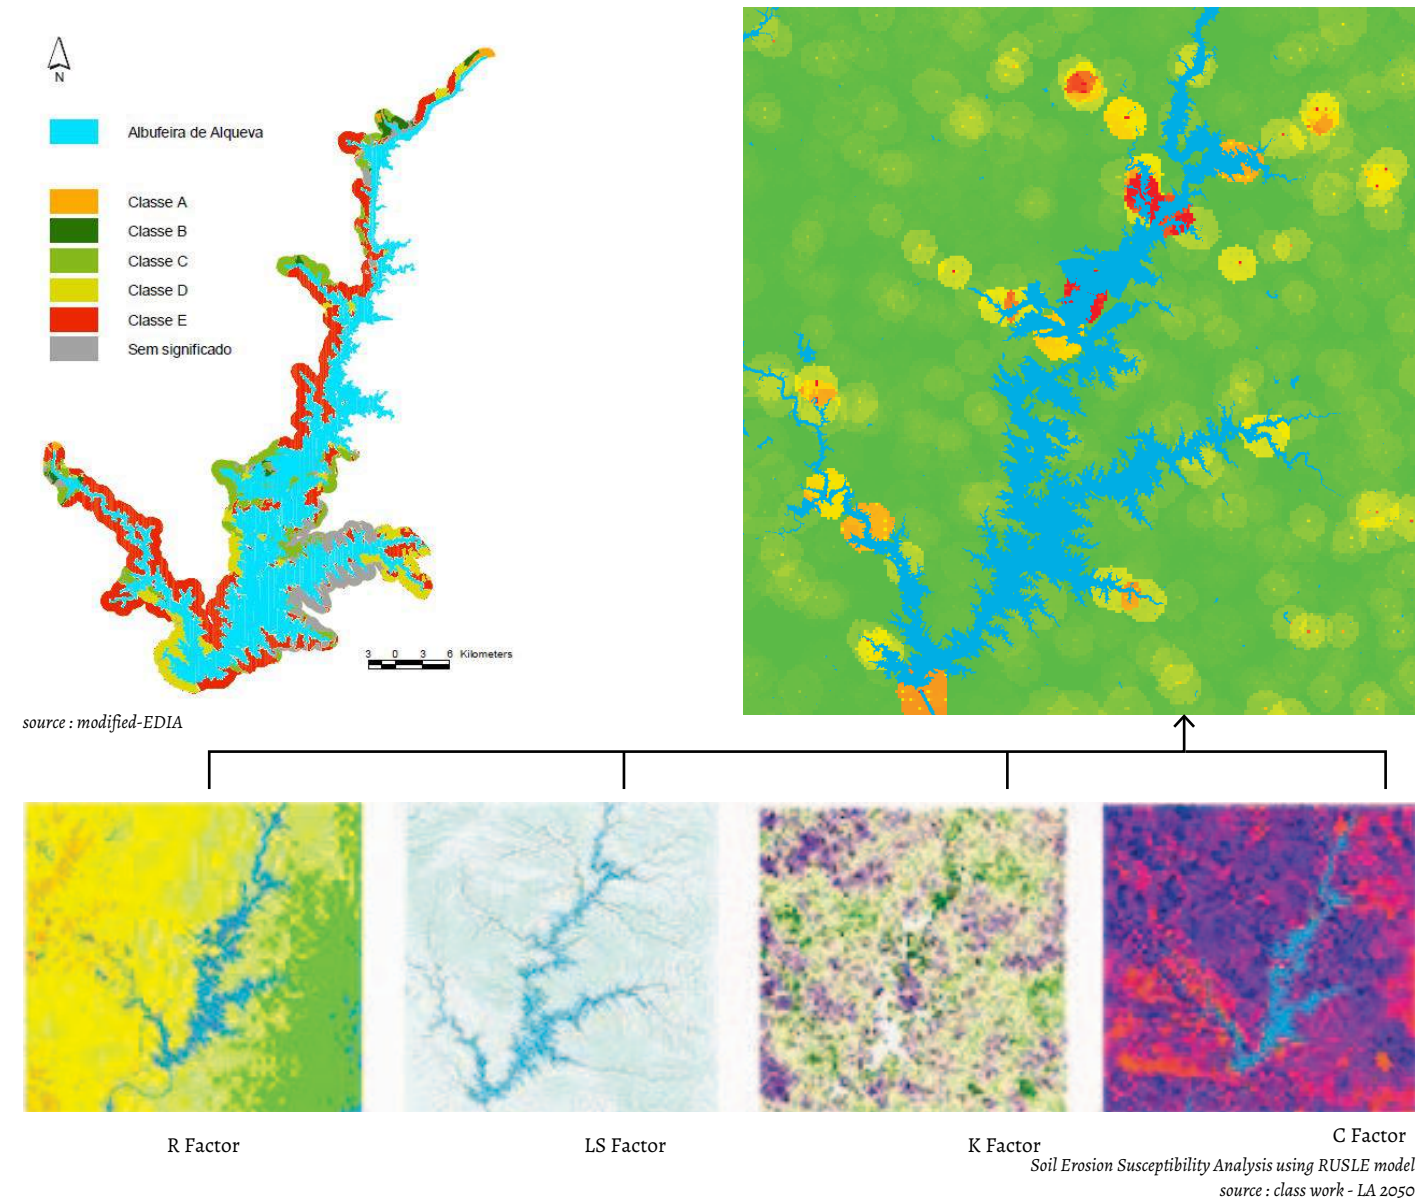 N
Albufeira de Alqueva
Classe A
Classe B
Classe C
Classe D
Classe E
Sem significado
3 0 3 6 Kilometers
source : modified-EDIA
R Factor
LS Factor
K Factor
C Factor
Soil Erosion Susceptibility Analysis using RUSLE model
source : class work - LA 2050